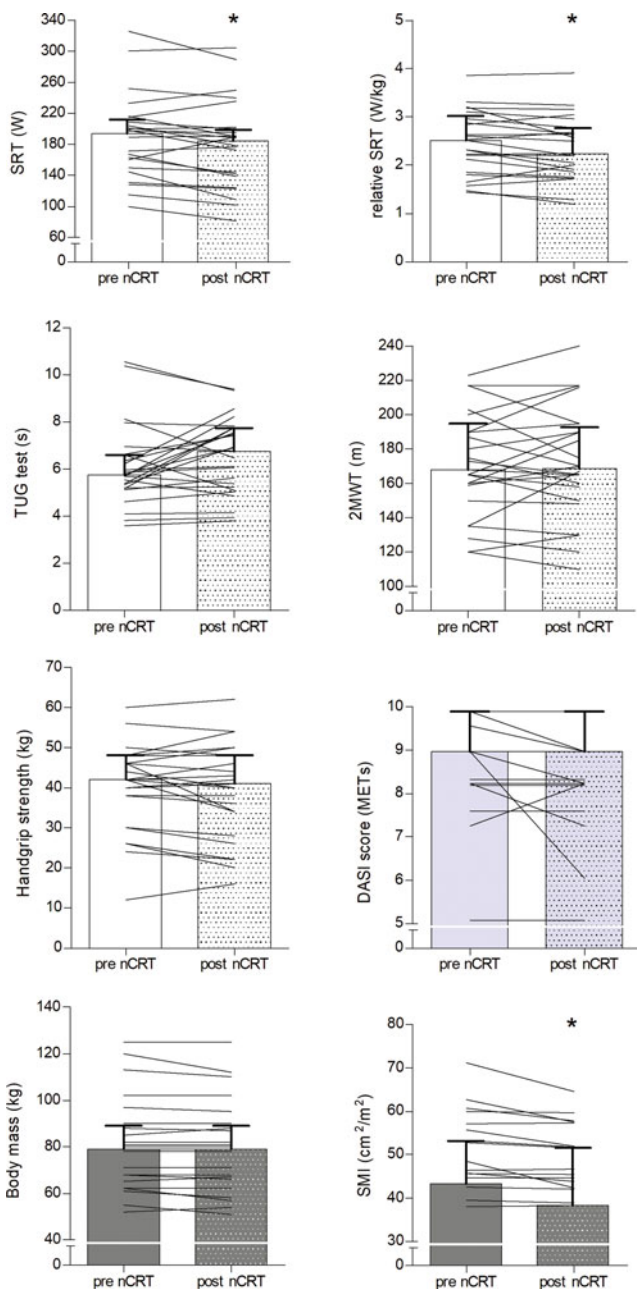 *
340
300
260
220
180
140
100
60
0
SRT (W)
pre nCRT
post nCRT
*
5
4
3
2
1
0
relative SRT (W/kg)
pre nCRT
post nCRT
12
10
8
6
4
2
0
TUG test (s)
pre nCRT
post nCRT
240
220
200
180
160
140
120
100
0
2MWT (m)
pre nCRT
post nCRT
70
60
50
40
30
20
10
0
Handgrip strength (kg)
pre nCRT
post nCRT
10
9
8
7
6
5
0
DASI score (METs)
pre nCRT
post nCRT
140
120
100
80
60
40
0
Body mass (kg)
pre nCRT
post nCRT
*
80
70
60
50
40
30
0
SMI (cm²/m²)
pre nCRT
post nCRT